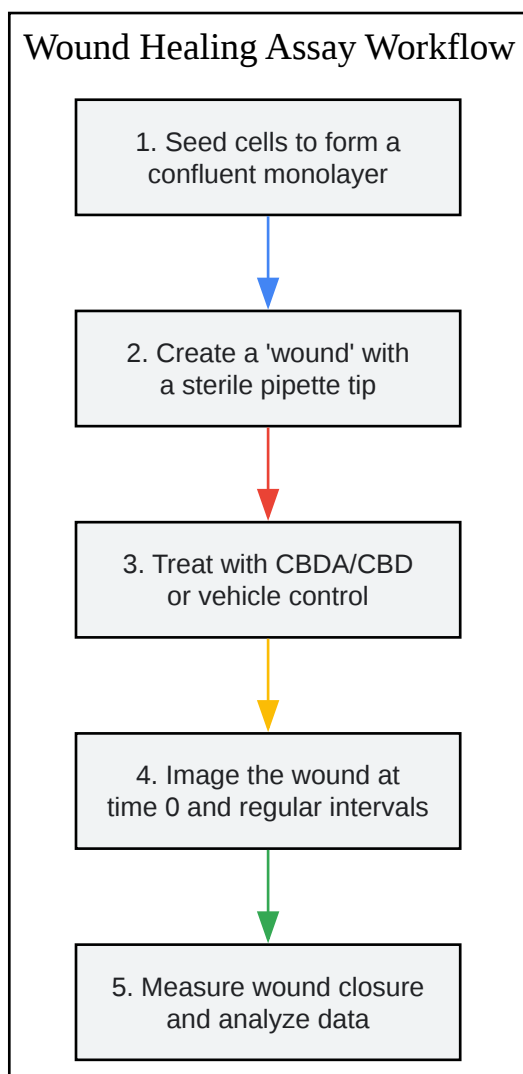 Wound Healing Assay Workflow
1. Seed cells to form a
confluent monolayer
2. Create a 'wound' with
a sterile pipette tip
3. Treat with CBDA/CBD
or vehicle control
4. Image the wound at
time 0 and regular intervals
5. Measure wound closure
and analyze data